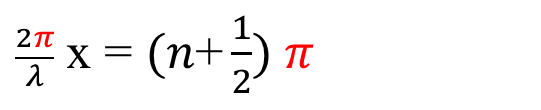 2π/λ x = (n+1/2) π